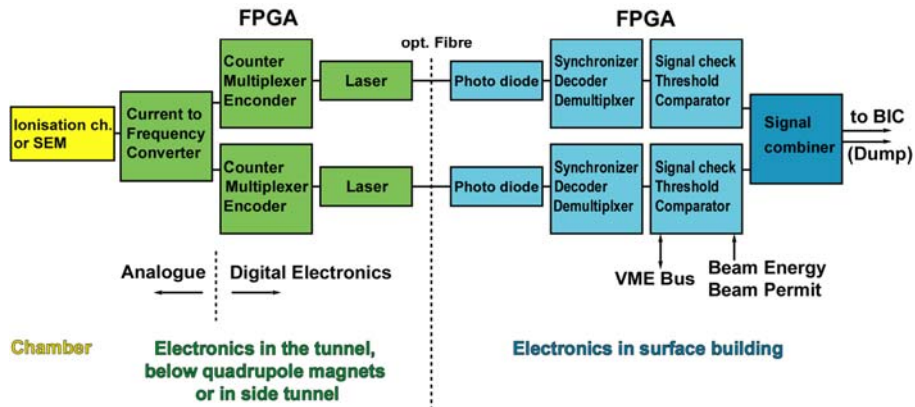 FPGA
FPGA
opt. Fibre
Counter
Multiplexer
Enconder
Laser
Photo diode
Synchronizer
Decoder
Demultiplxer
Signal check
Threshold
Comparator
Ionisation ch.
or SEM
Current to
Frequency
Converter
Signal
combiner
to BIC
(Dump)
Counter
Multiplexer
Encoder
Laser
Photo diode
Synchronizer
Decoder
Demultiplxer
Signal check
Threshold
Comparator
Analogue
Digital Electronics
VME Bus
Beam Energy
Beam Permit
Chamber
Electronics in the tunnel,
below quadrupole magnets
or in side tunnel
Electronics in surface building